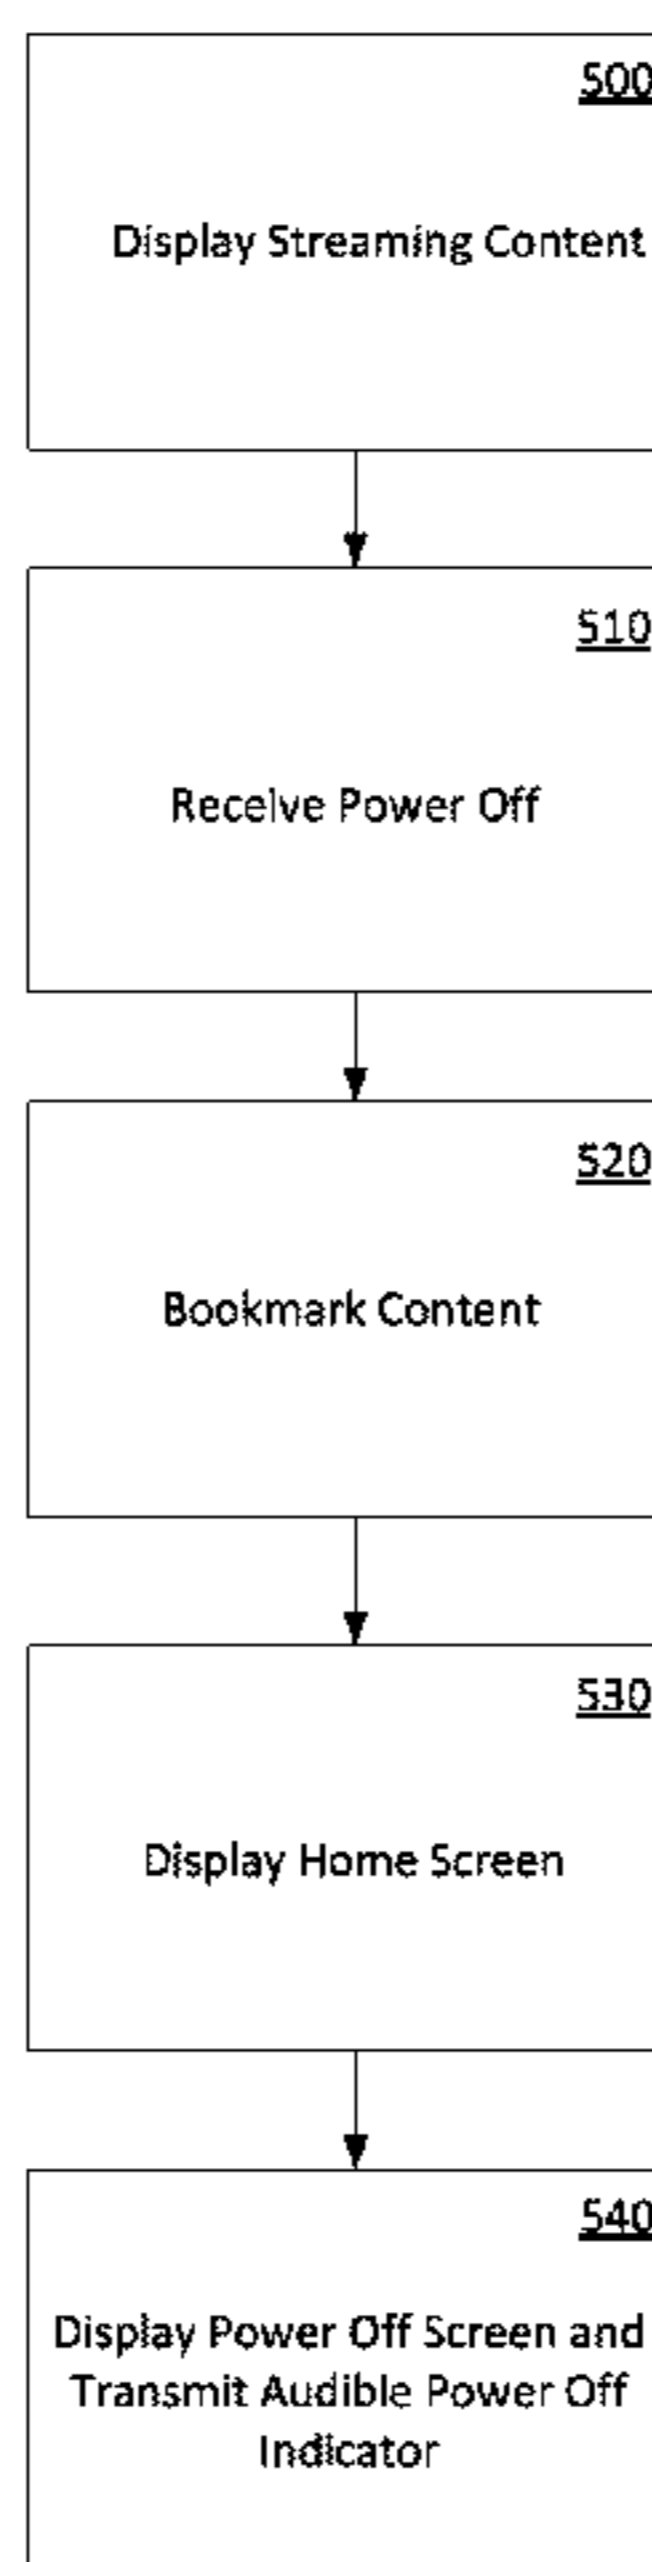 500
Display Streaming Content
510
Receive Power Off
520
Bookmark Content
530
Display Home Screen
540
Display Power Off Screen and
Transmit Audible Power Off
Indicator